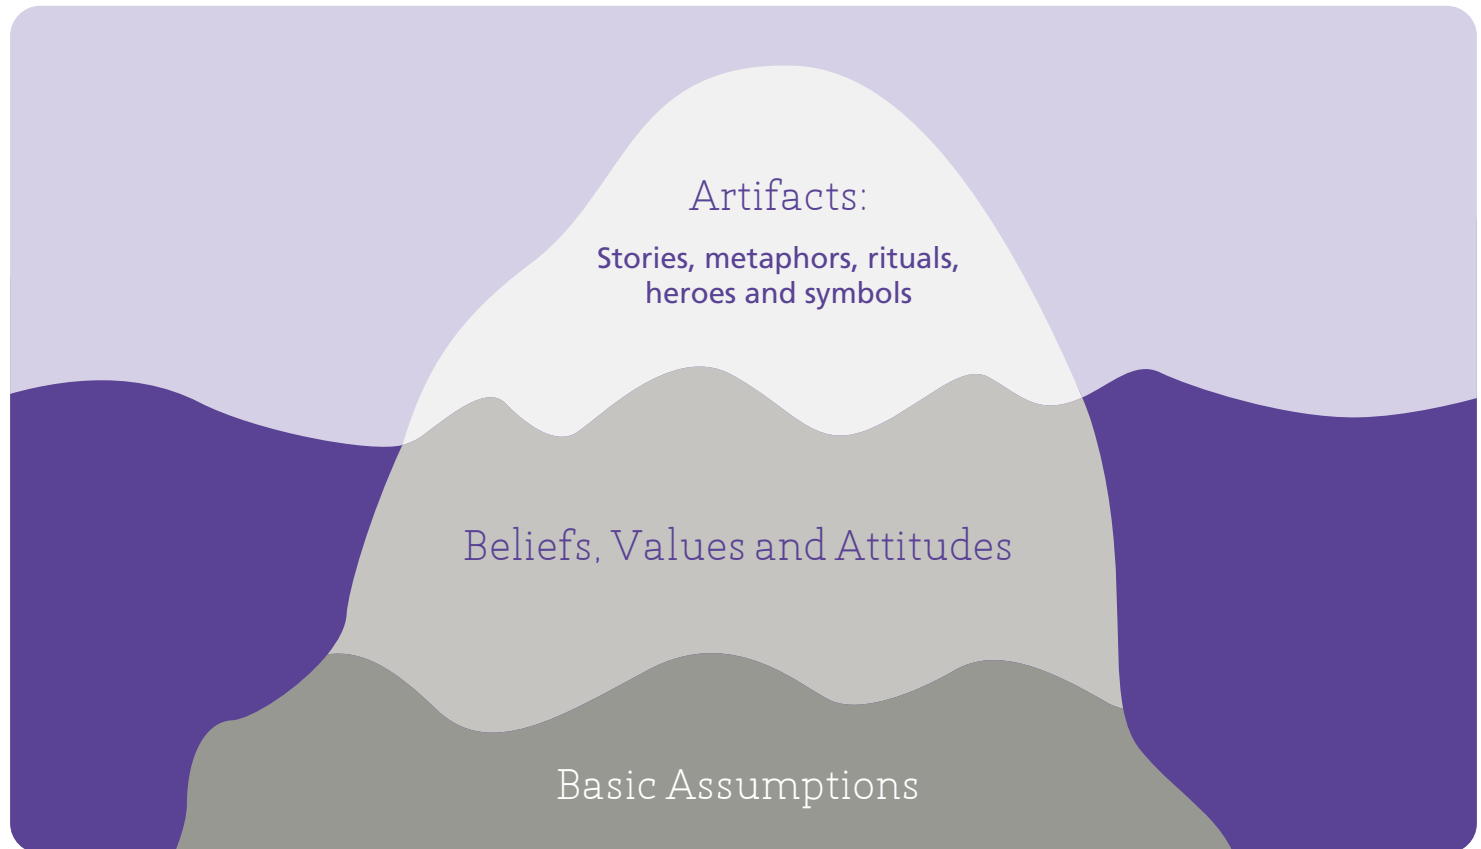 Artifacts:
Stories, metaphors, rituals,
heroes and symbols
Beliefs, Values and Attitudes
Basic Assumptions